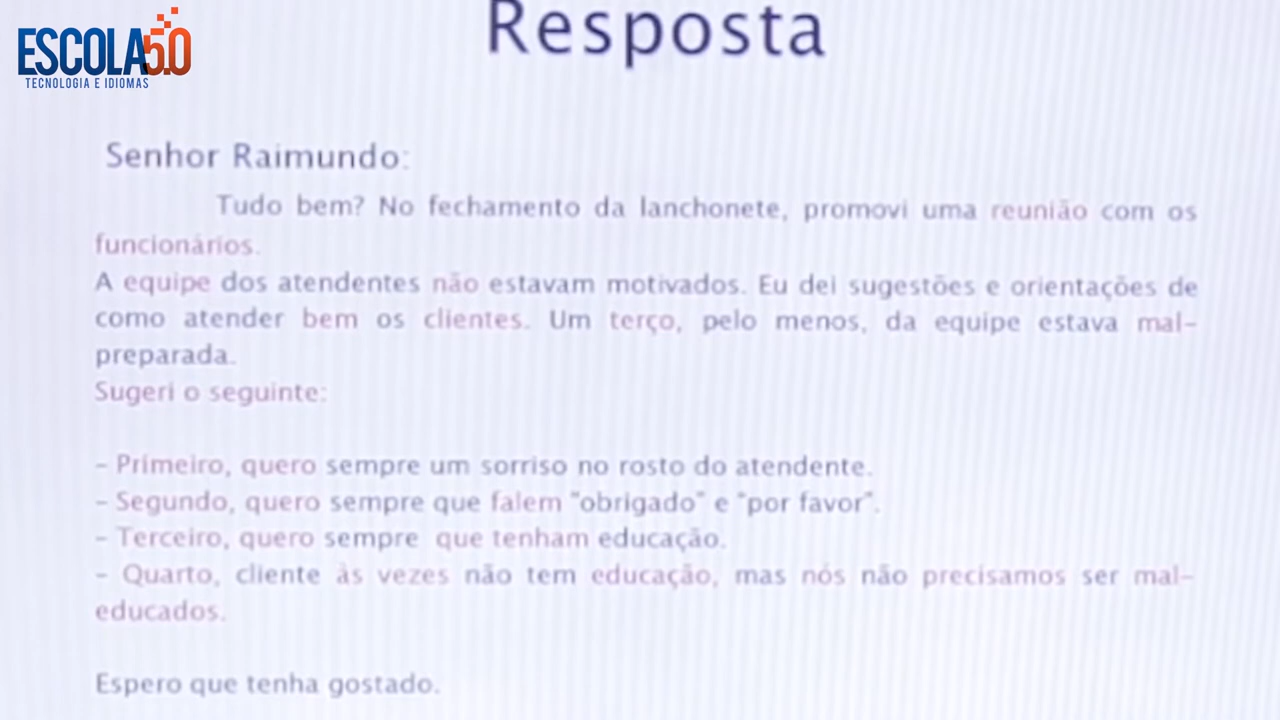 Resposta
ESCOLA5.0
TECNOLOGIA E IDIOMAS
Senhor Raimundo:
Tudo bem? No fechamento da lanchonete, promovi uma reunião com os
funcionários.
A equipe dos atendentes não estavam motivados. Eu dei sugestões e orientações de
como atender bem os clientes. Um terço, pelo menos, da equipe estava mal-
preparada.
Sugeri o seguinte:
- Primeiro, quero sempre um sorriso no rosto do atendente.
- Segundo, quero sempre que falem "obrigado" e "por favor".
- Terceiro, quero sempre que tenham educação.
- Quarto, cliente às vezes não tem educação, mas nós não precisamos ser mal-
educados.
Espero que tenha gostado.